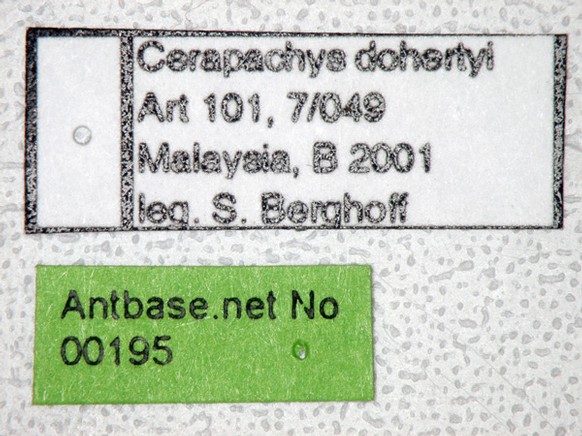 Cerapachys dohertyi
Art 101, 7/049
Malaysia, B 2001
leg. S. Berghoff
Antbase.net No
00195